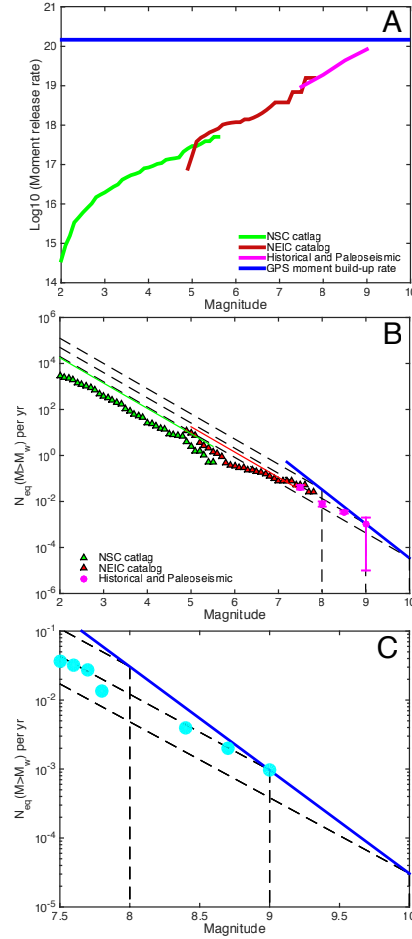 A
Log10 (Moment release rate)
21
20
19
18
17
16
15
14
NSC catlag
NEIC catalog
Historical and Paleoseismic
GPS moment build-up rate
2 3 4 5 6 7 8 9 10
Magnitude
B
N_eq(M>M_w) per yr
10^6
10^4
10^2
10^0
10^-2
10^-4
10^-6
NSC catlag
NEIC catalog
Historical and Paleoseismic
2 3 4 5 6 7 8 9 10
Magnitude
C
N_eq(M>M_w) per yr
10^-1
10^-2
10^-3
10^-4
10^-5
7.5 8 8.5 9 9.5 10
Magnitude